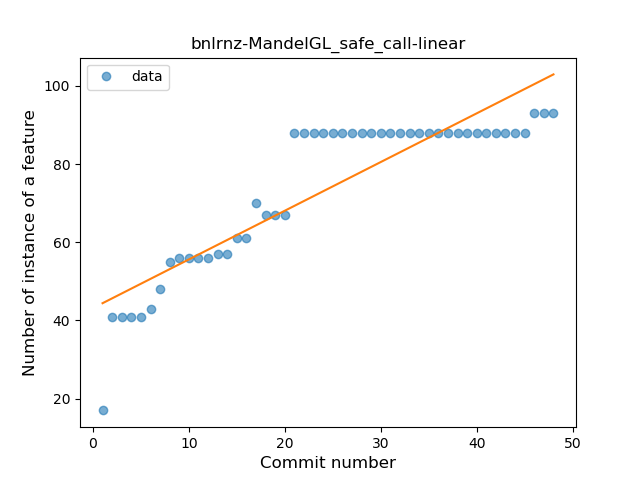 bnlrnz-MandelGL_safe_call-linear
data
Number of instance of a feature
100
80
60
40
20
0
10
20
30
40
50
Commit number